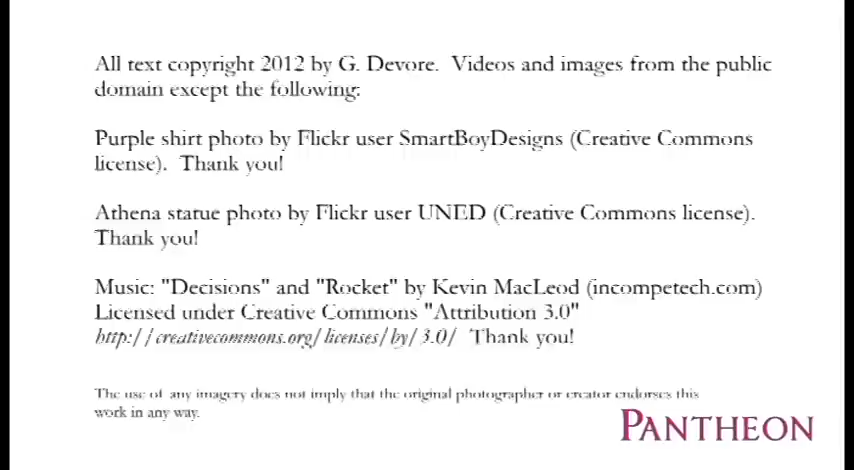 All text copyright 2012 by G. Devore.  Videos and images from the public
domain except the following:
Purple shirt photo by Flickr user SmartBoyDesigns (Creative Commons
license).  Thank you!
Athena statue photo by Flickr user UNED (Creative Commons license).
Thank you!
Music: "Decisions" and "Rocket" by Kevin MacLeod (incompetech.com)
Licensed under Creative Commons "Attribution 3.0"
http://creativecommons.org/licenses/by/3.0/  Thank you!
The use of any imagery does not imply that the original photographer or creator endorses this
work in any way.
PANTHEON